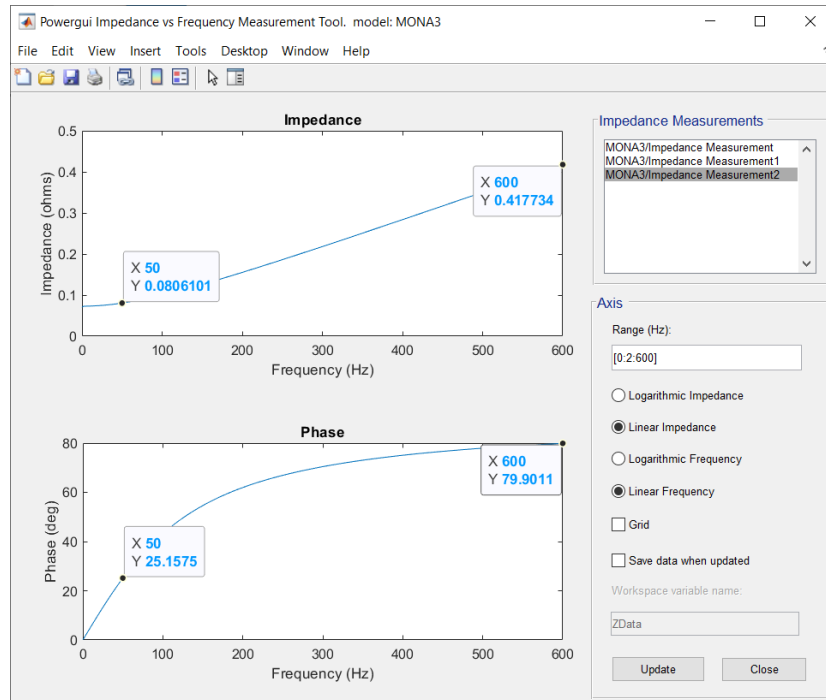 Powergui Impedance vs Frequency Measurement Tool. model: MONA3
File Edit View Insert Tools Desktop Window Help
Impedance
0.5
0.4
0.3
0.2
0.1
0
Impedance (ohms)
X 50
Y 0.0806101
X 600
Y 0.417734
0 100 200 300 400 500 600
Frequency (Hz)
Phase
80
60
40
20
0
Phase (deg)
X 50
Y 25.1575
X 600
Y 79.9011
0 100 200 300 400 500 600
Frequency (Hz)
Impedance Measurements
MONA3/Impedance Measurement
MONA3/Impedance Measurement1
MONA3/Impedance Measurement2
Axis
Range (Hz):
[0:2:600]
Logarithmic Impedance
Linear Impedance
Logarithmic Frequency
Linear Frequency
Grid
Save data when updated
Workspace variable name:
ZData
Update Close